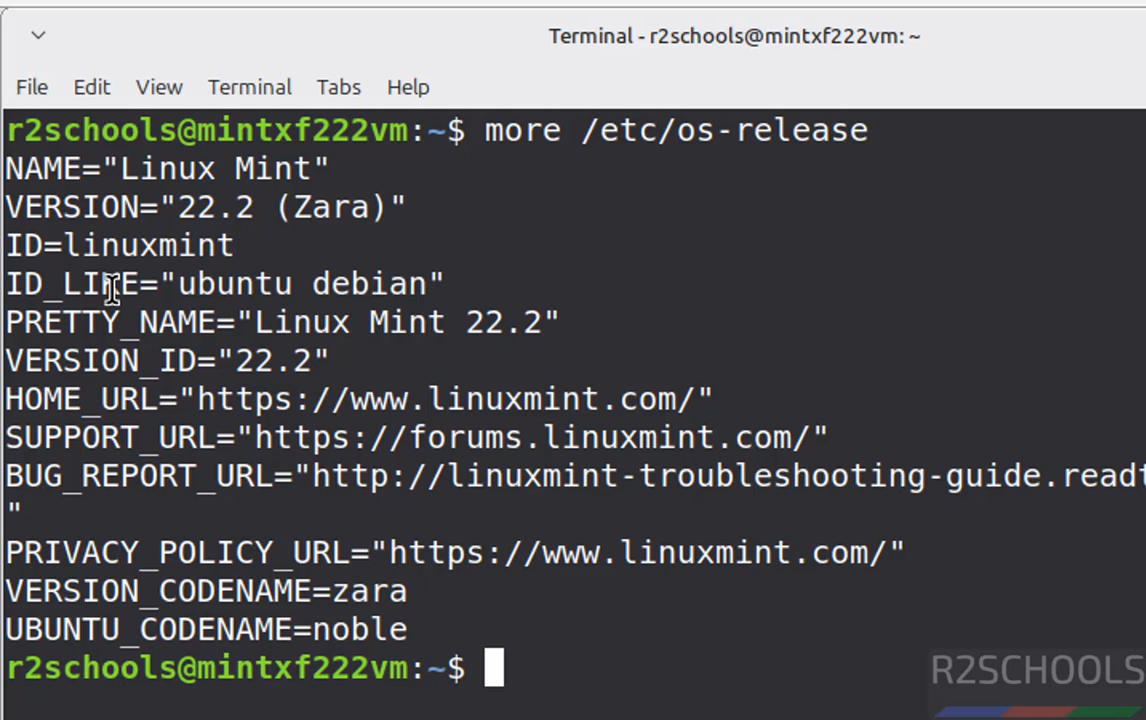 Terminal - r2schools@mintxf222vm: ~
File Edit View Terminal Tabs Help
r2schools@mintxf222vm:~$ more /etc/os-release
NAME="Linux Mint"
VERSION="22.2 (Zara)"
ID=linuxmint
ID_LIKE="ubuntu debian"
PRETTY_NAME="Linux Mint 22.2"
VERSION_ID="22.2"
HOME_URL="https://www.linuxmint.com/"
SUPPORT_URL="https://forums.linuxmint.com/"
BUG_REPORT_URL="http://linuxmint-troubleshooting-guide.readt
"
PRIVACY_POLICY_URL="https://www.linuxmint.com/"
VERSION_CODENAME=zara
UBUNTU_CODENAME=noble
r2schools@mintxf222vm:~$
R2SCHOOLS